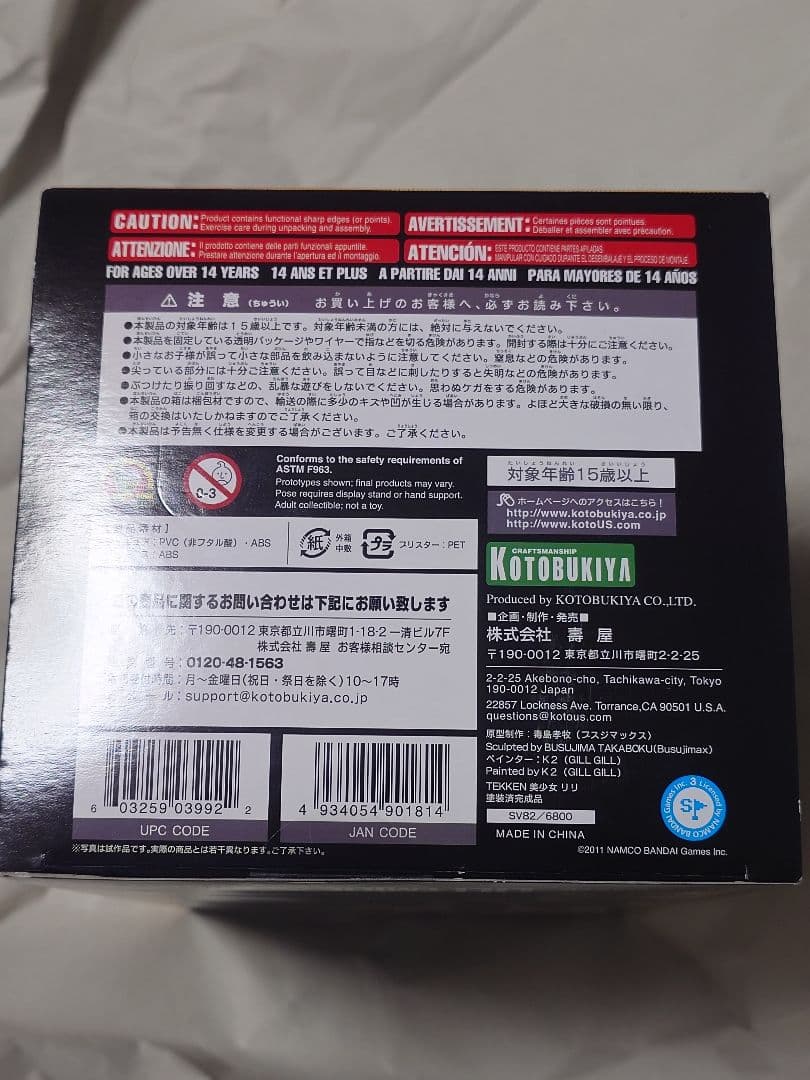 CAUTION: Product contains functional sharp edges (or points).
Exercise care during unpacking and assembly.
AVERTISSEMENT: Certaines pièces sont pointues.
Déballer et assembler avec précaution.
ATTENZIONE: Il prodotto contiene delle parti funzionali appuntite.
Prestare attenzione durante l'apertura ed il montaggio.
ATENCIÓN: ESTE PRODUCTO CONTIENE PARTES AFILADAS.
MANIPULAR CON CUIDADO DURANTE EL DESEMBALAJE Y EL PROCESO DE MONTAJE.
FOR AGES OVER 14 YEARS 14 ANS ET PLUS A PARTIRE DAI 14 ANNI PARA MAYORES DE 14 AÑOS
⚠ 注意(ちゅうい) お買い上げのお客様へ、必ずお読み下さい。
●本製品の対象年齢は15歳以上です。対象年齢未満の方には、絶対に与えないでください。
●本製品を固定している透明パッケージやワイヤーで指などを切る危険があります。開封する際は十分にご注意ください。
●小さなお子様が誤って小さな部品を飲み込まないように注意してください。窒息などの危険があります。
●尖っている部分には十分ご注意ください。誤って目などに刺したりすると失明などの危険があります。
●ぶつけたり振り回すなどの、乱暴な遊びをしないでください。思わぬケガをする危険があります。
●本製品の箱は梱包材ですので、輸送の際に多少のキズや凹が生じる場合があります。よほど大きな破損の無い限り、
箱の交換はいたしかねますのでご了承ください。
●本製品は予告無く仕様を変更する場合がございます。ご了承ください。
0-3
Conforms to the safety requirements of
ASTM F963.
Prototypes shown; final products may vary.
Pose requires display stand or hand support.
Adult collectible; not a toy.
対象年齢15歳以上
ホームページへのアクセスはこちら!
http://www.kotobukiya.co.jp
http://www.kotoUS.com
素材】
PVC(非フタル酸)・ABS
:ABS
紙 外箱
中敷
プラ ブリスター:PET
CRAFTSMANSHIP
KOTOBUKIYA
Produced by KOTOBUKIYA CO.,LTD.
■企画・制作・発売■
株式会社 壽屋
〒190-0012 東京都立川市曙町2-2-25
2-2-25 Akebono-cho, Tachikawa-city, Tokyo
190-0012 Japan
22857 Lockness Ave. Torrance,CA 90501 U.S.A.
questions@kotous.com
原型制作:毒島孝牧(ブスジマックス)
Sculpted by BUSUJIMA TAKABOKU(Busujimax)
ペインター:K2(GILL GILL)
Painted by K2(GILL GILL)
TEKKEN 美少女 リリ
塗装済完成品
SV82/6800
MADE IN CHINA
©2011 NAMCO BANDAI Games Inc.
に関するお問い合わせは下記にお願い致します
先:〒190-0012 東京都立川市曙町1-18-2 一清ビル7F
株式会社 壽屋 お客様相談センター宛
番号:0120-48-1563
受付時間:月〜金曜日(祝日・祭日を除く)10〜17時
メール:support@kotobukiya.co.jp
6 03259 03992 2
UPC CODE
4 934054 901814
JAN CODE
※写真は試作品です。実際の商品とは若干異なります。ご了承下さい。
Licensed by NAMCO BANDAI Games Inc. 3
SP